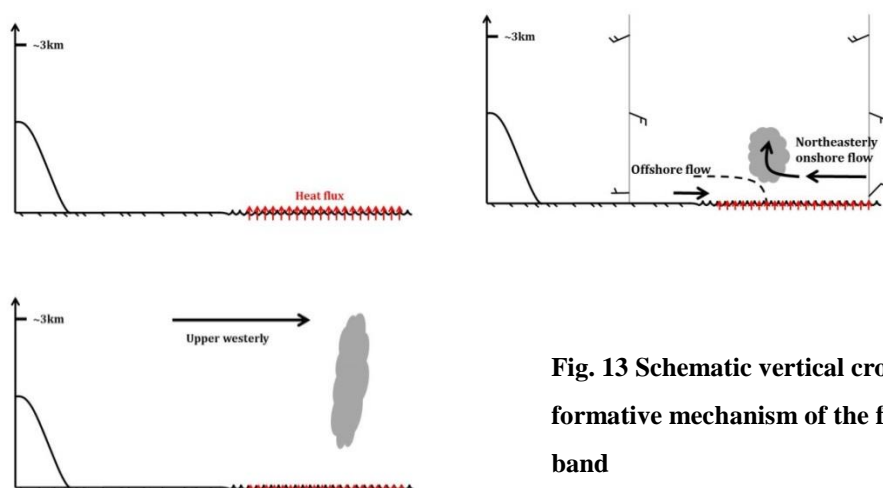 ~3km
Heat flux
~3km
Offshore flow
Northeasterly
onshore flow
~3km
Upper westerly
Fig. 13 Schematic vertical
formative mechanism of the
band